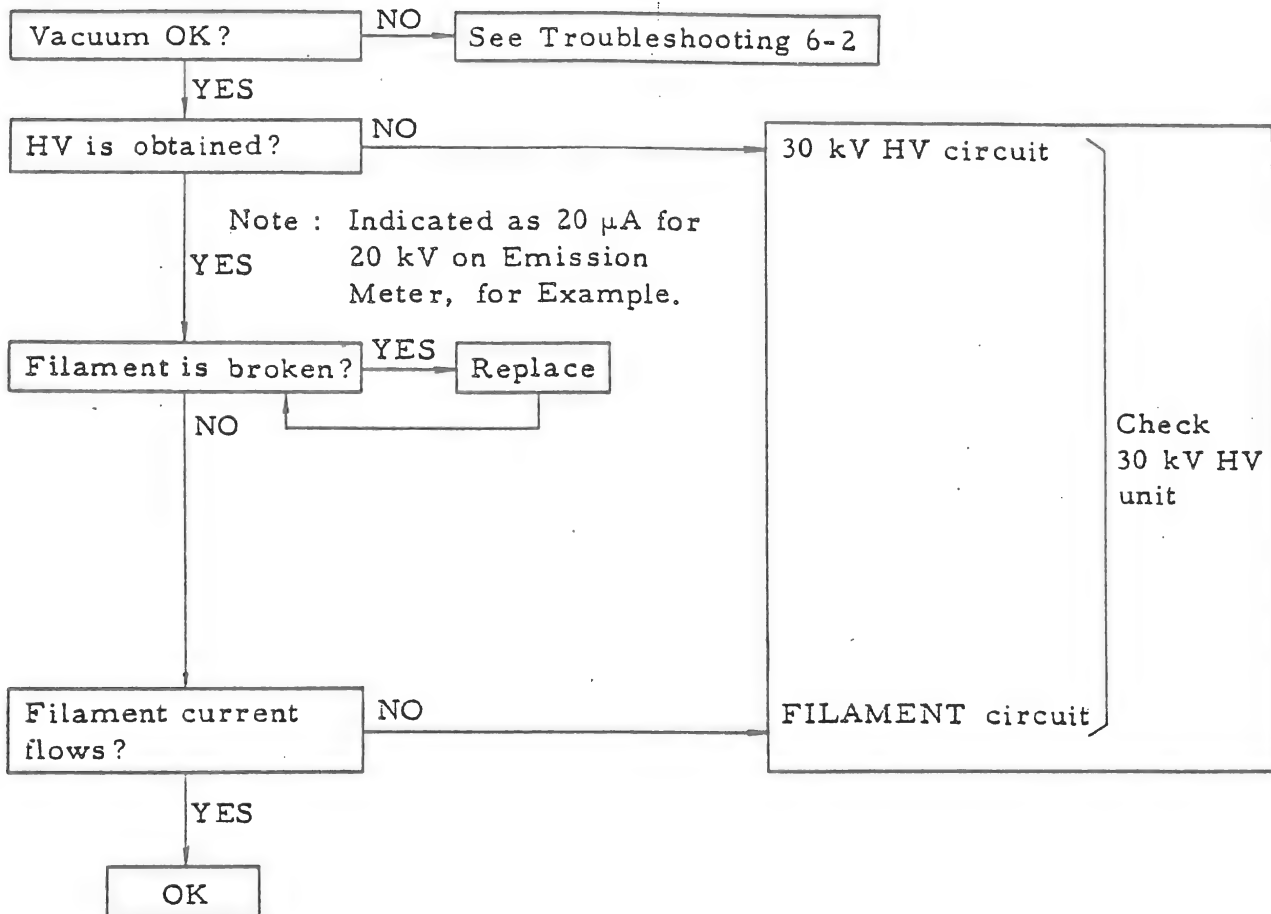 Vacuum OK?
NO
See Troubleshooting 6-2
YES
HV is obtained?
NO
30 kV HV circuit
Note : Indicated as 20 μA for
20 kV on Emission
Meter, for Example.
YES
Filament is broken?
YES
Replace
NO
Check
30 kV HV
unit
Filament current
flows?
NO
FILAMENT circuit
YES
OK